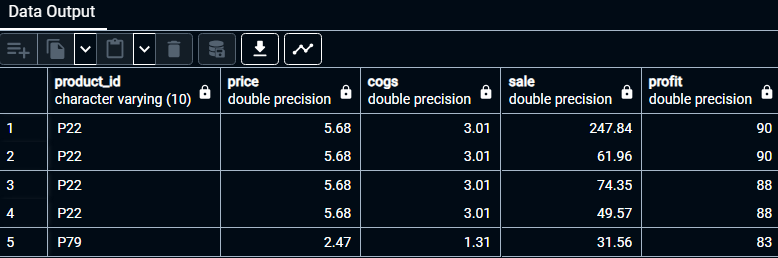 Data Output
product_id price cogs sale profit
character varying (10) double precision double precision double precision double precision
1 P22 5.68 3.01 247.84 90
2 P22 5.68 3.01 61.96 90
3 P22 5.68 3.01 74.35 88
4 P22 5.68 3.01 49.57 88
5 P79 2.47 1.31 31.56 83